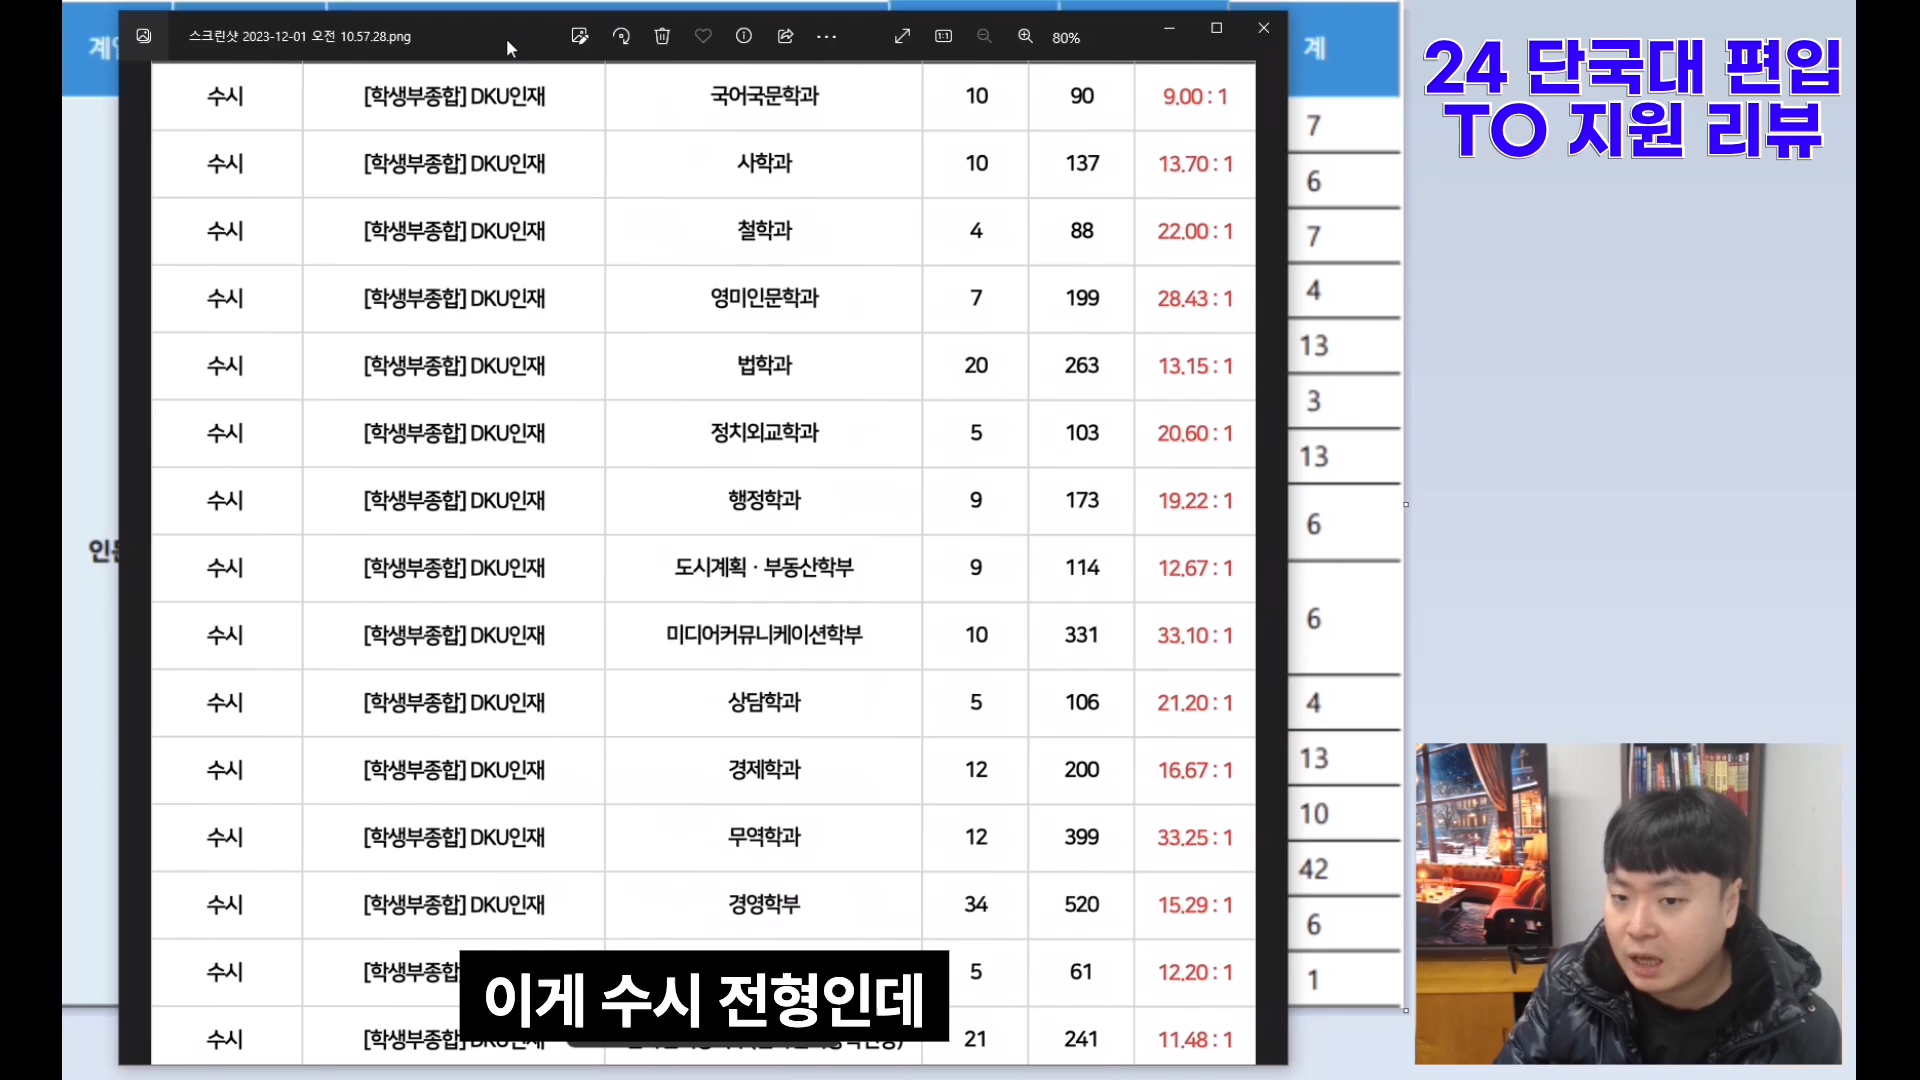 스크린샷 2023-12-01 오전 10.57.28.png
80%
계
24 단국대 편입
TO 지원 리뷰
수시 [학생부종합] DKU인재 국어국문학과 10 90 9.00 : 1
수시 [학생부종합] DKU인재 사학과 10 137 13.70 : 1
수시 [학생부종합] DKU인재 철학과 4 88 22.00 : 1
수시 [학생부종합] DKU인재 영미인문학과 7 199 28.43 : 1
수시 [학생부종합] DKU인재 법학과 20 263 13.15 : 1
수시 [학생부종합] DKU인재 정치외교학과 5 103 20.60 : 1
수시 [학생부종합] DKU인재 행정학과 9 173 19.22 : 1
수시 [학생부종합] DKU인재 도시계획 · 부동산학부 9 114 12.67 : 1
수시 [학생부종합] DKU인재 미디어커뮤니케이션학부 10 331 33.10 : 1
수시 [학생부종합] DKU인재 상담학과 5 106 21.20 : 1
수시 [학생부종합] DKU인재 경제학과 12 200 16.67 : 1
수시 [학생부종합] DKU인재 무역학과 12 399 33.25 : 1
수시 [학생부종합] DKU인재 경영학부 34 520 15.29 : 1
수시 [학생부종합 5 61 12.20 : 1
수시 [학생부종합] DKU인재 21 241 11.48 : 1
이게 수시 전형인데
7
6
7
4
13
3
13
6
6
4
13
10
42
6
1